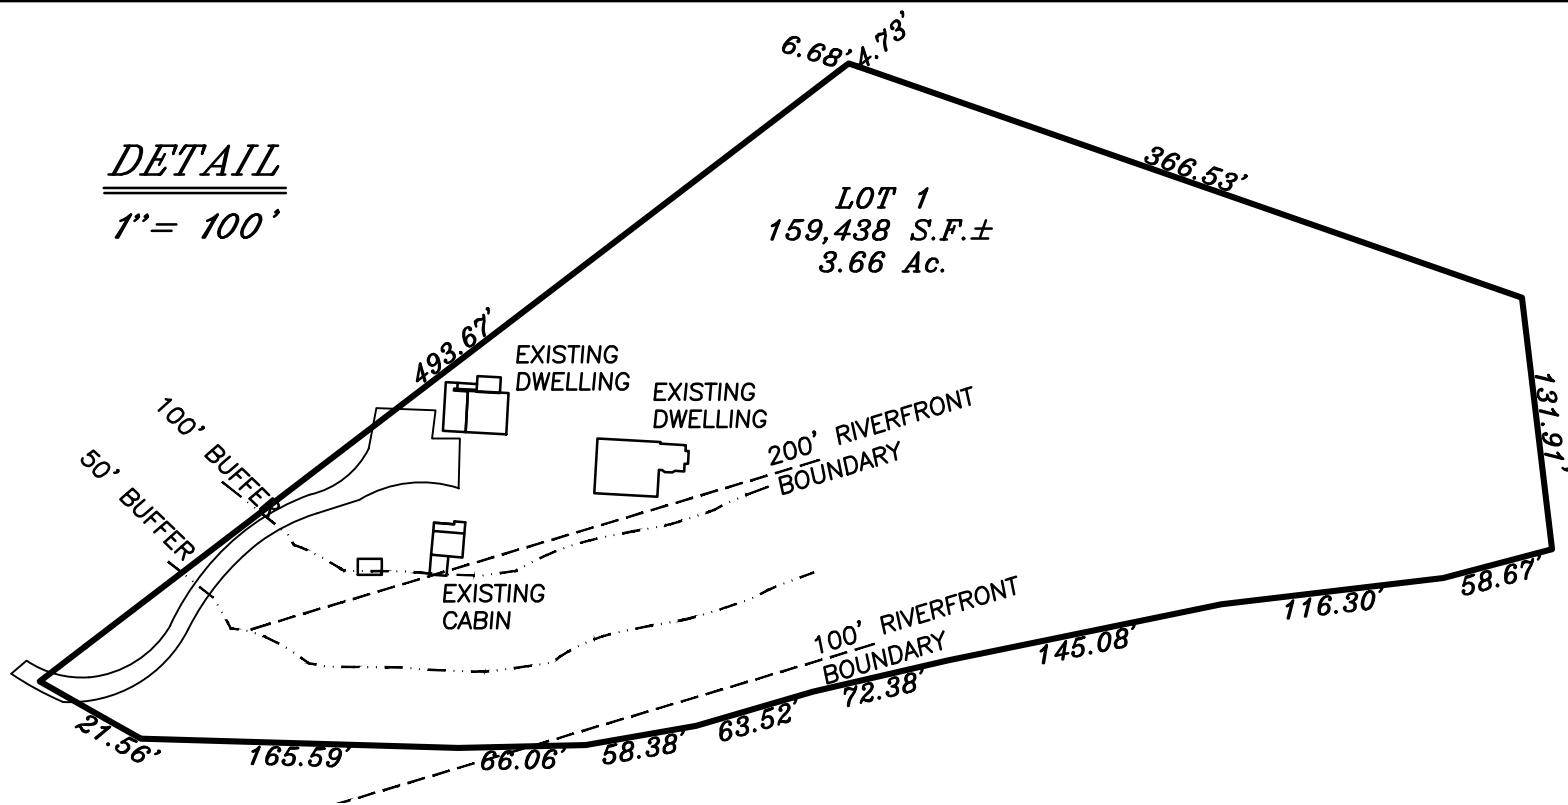 6.68'
4.73'
DETAIL
1"= 100'
366.53'
LOT 1
159,438 S.F.±
3.66 Ac.
493.67'
EXISTING
DWELLING
EXISTING
DWELLING
131.91'
100' BUFFER
50' BUFFER
200' RIVERFRONT
BOUNDARY
EXISTING
CABIN
100' RIVERFRONT
BOUNDARY
58.67'
116.30'
145.08'
72.38'
63.52'
58.38'
66.06'
165.59'
21.56'